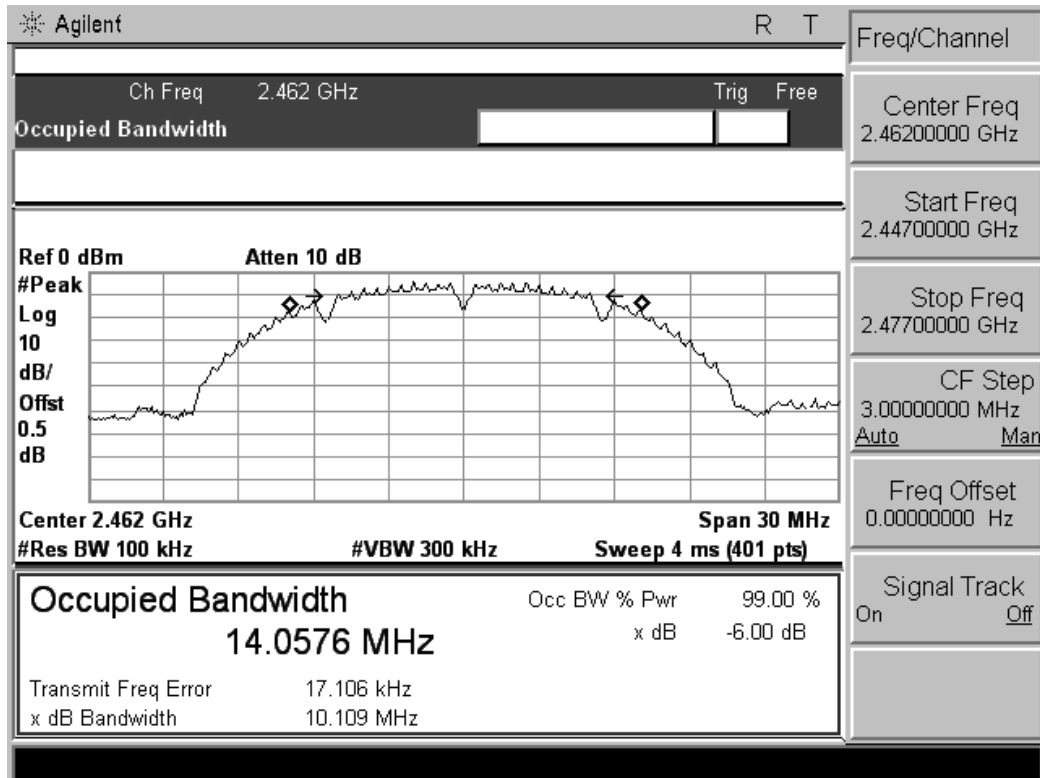 Agilent R T
Ch Freq 2.462 GHz Trig Free
Occupied Bandwidth
Ref 0 dBm Atten 10 dB
#Peak
Log
10
dB/
Offst
0.5
dB
Center 2.462 GHz Span 30 MHz
#Res BW 100 kHz #VBW 300 kHz Sweep 4 ms (401 pts)
Occupied Bandwidth
14.0576 MHz
Occ BW % Pwr 99.00 %
x dB -6.00 dB
Transmit Freq Error 17.106 kHz
x dB Bandwidth 10.109 MHz
Freq/Channel
Center Freq
2.46200000 GHz
Start Freq
2.44700000 GHz
Stop Freq
2.47700000 GHz
CF Step
3.00000000 MHz
Auto Man
Freq Offset
0.00000000 Hz
Signal Track
On Off